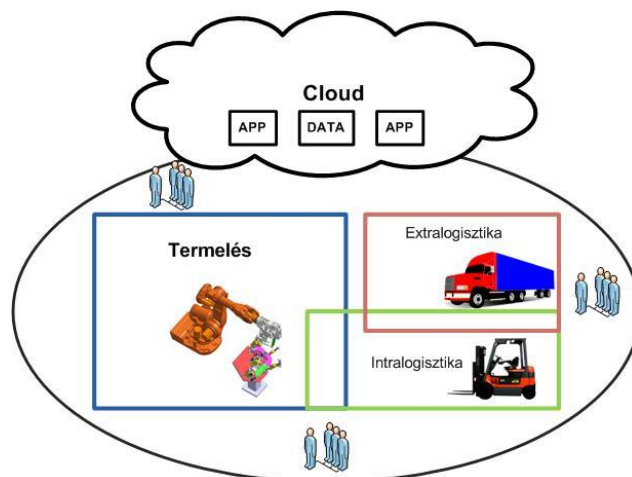 Cloud
APP DATA APP
Termelés
Extralogisztika
Intralogisztika